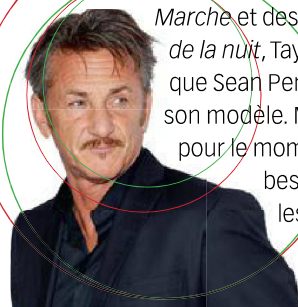 Marche et des
de la nuit, Tay
que Sean Pen
son modèle. M
pour le mom
bes
les